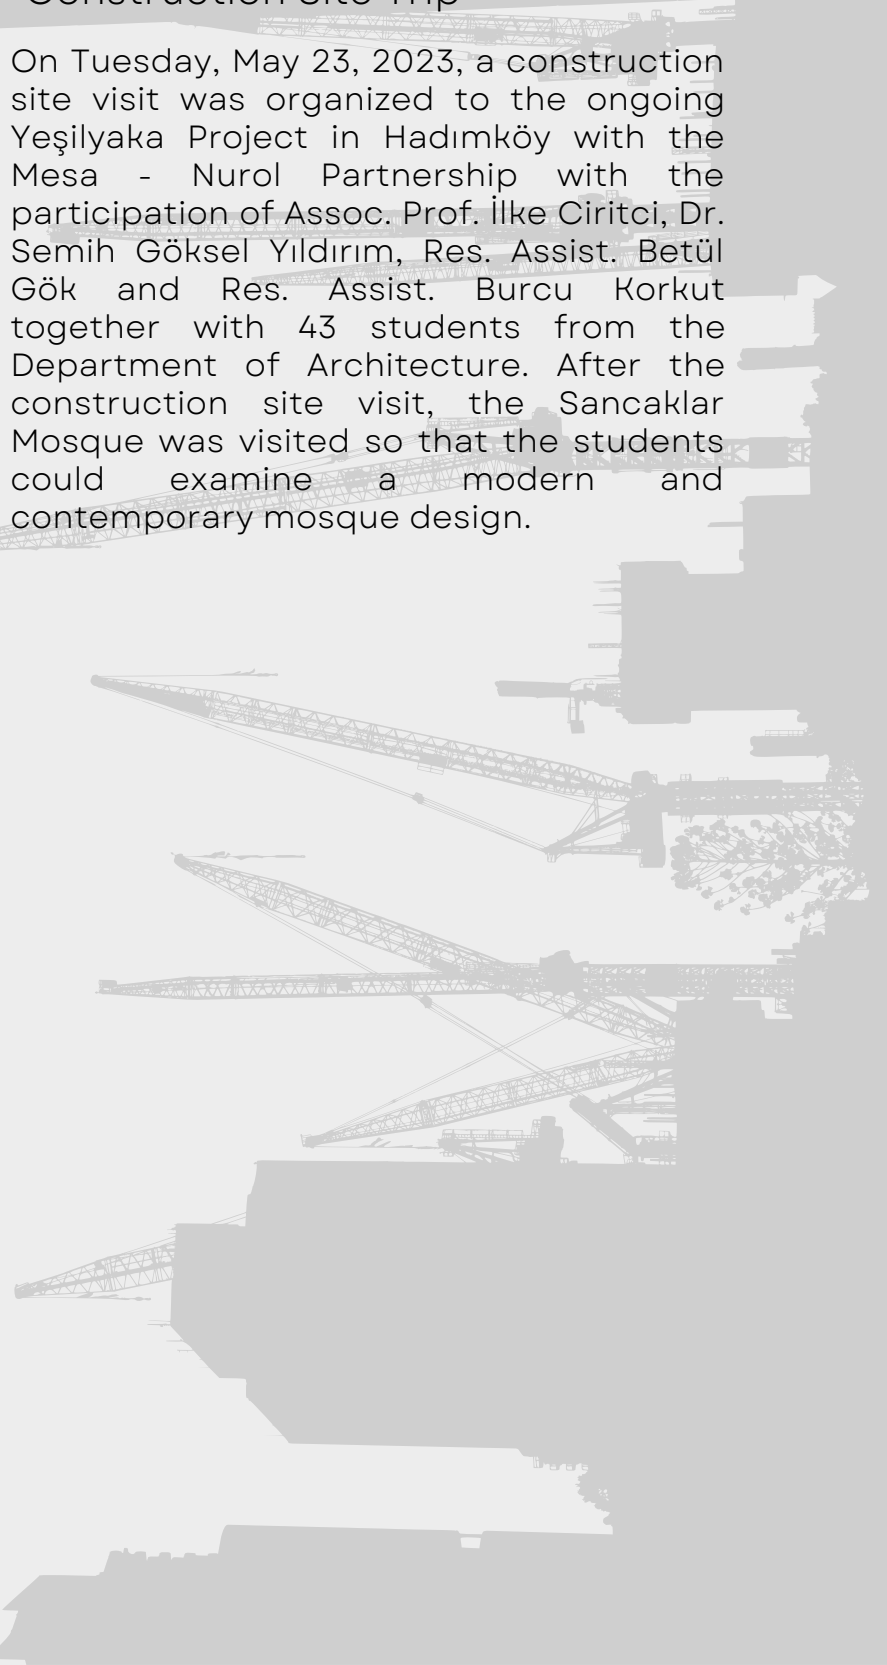 Construction Site Trip
On Tuesday, May 23, 2023, a construction
site visit was organized to the ongoing
Yeşilyaka Project in Hadımköy with the
Mesa - Nurol Partnership with the
participation of Assoc. Prof. İlke Ciritci, Dr.
Semih Göksel Yıldırım, Res. Assist. Betül
Gök and Res. Assist. Burcu Korkut
together with 43 students from the
Department of Architecture. After the
construction site visit, the Sancaklar
Mosque was visited so that the students
could examine a modern and
contemporary mosque design.